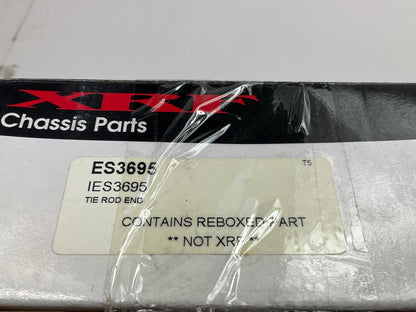 XRF
Chassis Parts
ES3695
T5
IES3695
TIE ROD END
CONTAINS REBOXED PART
** NOT XRF **